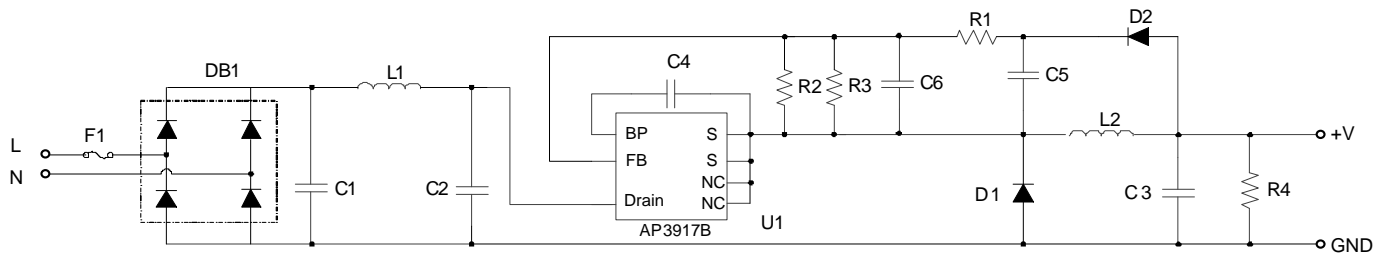 R1
D2
DB1
L1
C4
C5
R2
R3
C6
F1
BP
S
L2
+V
L
FB
S
N
C1
C2
NC
D1
C3
R4
Drain
NC
U1
AP3917B
GND